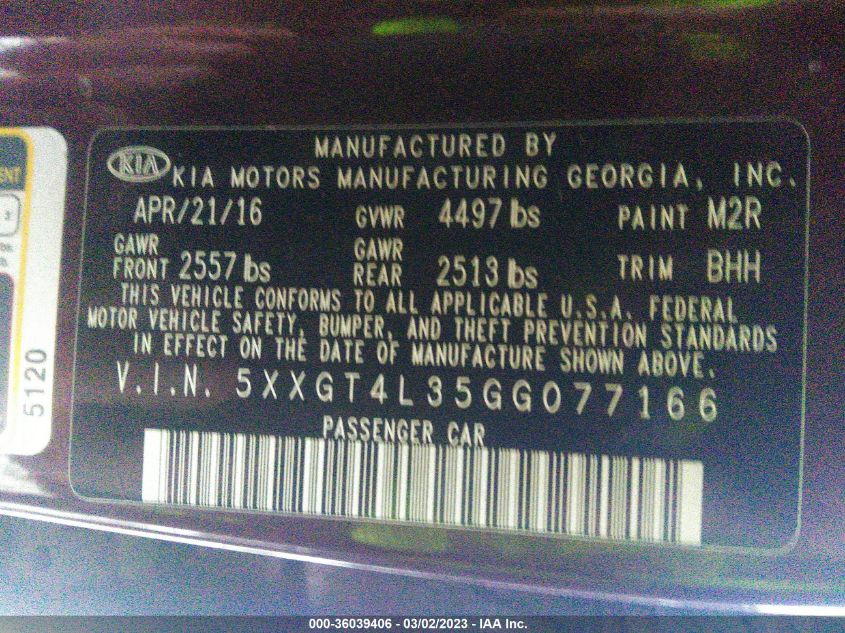 MANUFACTURED BY
KIA KIA MOTORS MANUFACTURING GEORGIA, INC.
APR/21/16 GVWR 4497 lbs PAINT M2R
GAWR FRONT 2557 lbs GAWR REAR 2513 lbs TRIM BHH
THIS VEHICLE CONFORMS TO ALL APPLICABLE U.S.A. FEDERAL
MOTOR VEHICLE SAFETY, BUMPER, AND THEFT PREVENTION STANDARDS
IN EFFECT ON THE DATE OF MANUFACTURE SHOWN ABOVE.
V.I.N. 5XXGT4L35GG077166
PASSENGER CAR
5120
000-36039406 - 03/02/2023 - IAA Inc.